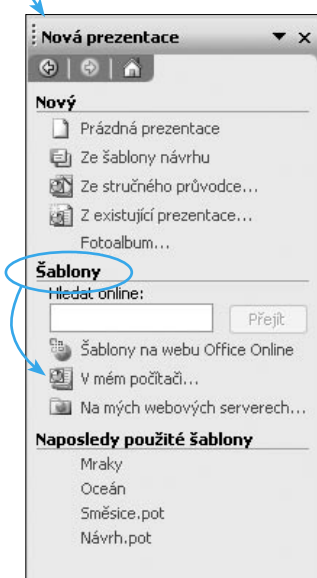 Nová prezentace
Nový
Prázdná prezentace
Ze šablony návrhu
Ze stručného průvodce...
Z existující prezentace...
Fotoalbum...
Šablony
Hledat online:
Přejít
Šablony na webu Office Online
V mém počítači...
Na mých webových serverech...
Naposledy použité šablony
Mraky
Oceán
Směsice.pot
Návrh.pot